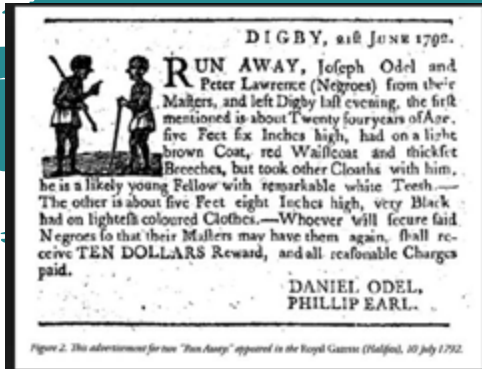 DIGBY, 21ſt JUNE 1792.
RUN AWAY, Joſeph Odel and
Peter Lawrence (Negroes) from their
Maſters, and left Digby laſt evening, the firſt
mentioned is about Twenty four years of Age,
five Feet ſix Inches high, had on a light
brown Coat, red Waiſtcoat and thickſet
Breeches, but took other Cloaths with him,
he is a likely young Fellow with remarkable white Teeth.—
The other is about five Feet eight Inches high, very Black
had on lighteſh coloured Clothes.—Whoever will ſecure ſaid
Negroes ſo that their Maſters may have them again, ſhall re-
ceive TEN DOLLARS Reward, and all reaſonable Charges
paid.
DANIEL ODEL,
PHILLIP EARL.
Figure 2. This advertisement for two "Run Aways" appeared in the Royal Gazette (Halifax), 10 July 1792.